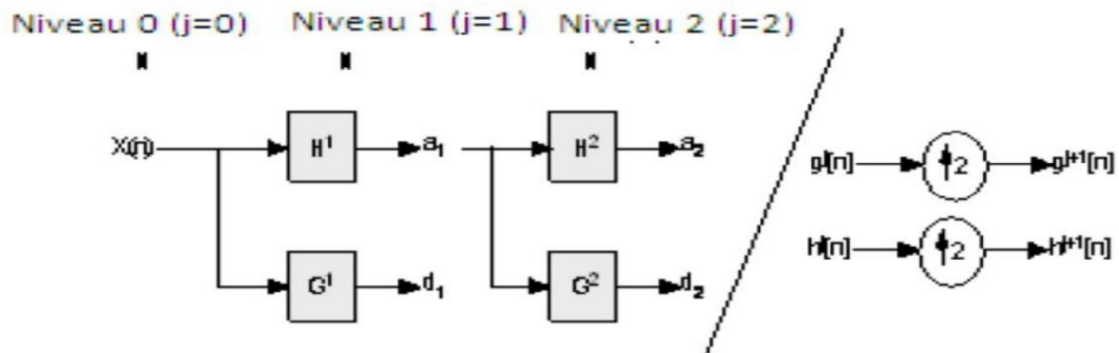 Niveau 0 (j=0) Niveau 1 (j=1) Niveau 2 (j=2)
X(n) H¹ a₁ H² a₂
G¹ d₁ G² d₂
gʲ[n] 2 gʲ⁺¹[n]
hʲ[n] 2 hʲ⁺¹[n]